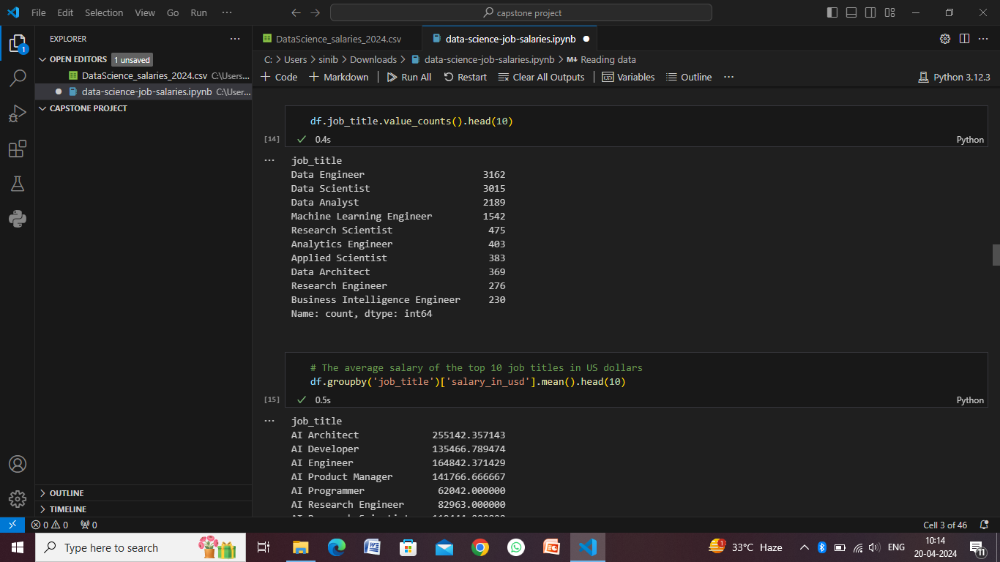 File Edit Selection View Go Run ··· capstone project
EXPLORER ···
OPEN EDITORS 1 unsaved
DataScience_salaries_2024.csv C:\Users...
data-science-job-salaries.ipynb C:\User...
CAPSTONE PROJECT
OUTLINE
TIMELINE
DataScience_salaries_2024.csv data-science-job-salaries.ipynb
C: > Users > sinib > Downloads > data-science-job-salaries.ipynb > M↓ Reading data
+ Code + Markdown Run All Restart Clear All Outputs Variables Outline ··· Python 3.12.3
df.job_title.value_counts().head(10)
[14] 0.4s Python
··· job_title
Data Engineer 3162
Data Scientist 3015
Data Analyst 2189
Machine Learning Engineer 1542
Research Scientist 475
Analytics Engineer 403
Applied Scientist 383
Data Architect 369
Research Engineer 276
Business Intelligence Engineer 230
Name: count, dtype: int64
# The average salary of the top 10 job titles in US dollars
df.groupby('job_title')['salary_in_usd'].mean().head(10)
[15] 0.5s Python
··· job_title
AI Architect 255142.357143
AI Developer 135466.789474
AI Engineer 164842.371429
AI Product Manager 141766.666667
AI Programmer 62042.000000
AI Research Engineer 82963.000000
0 0 0 Cell 3 of 46
Type here to search 33°C Haze ENG 10:14
20-04-2024 11